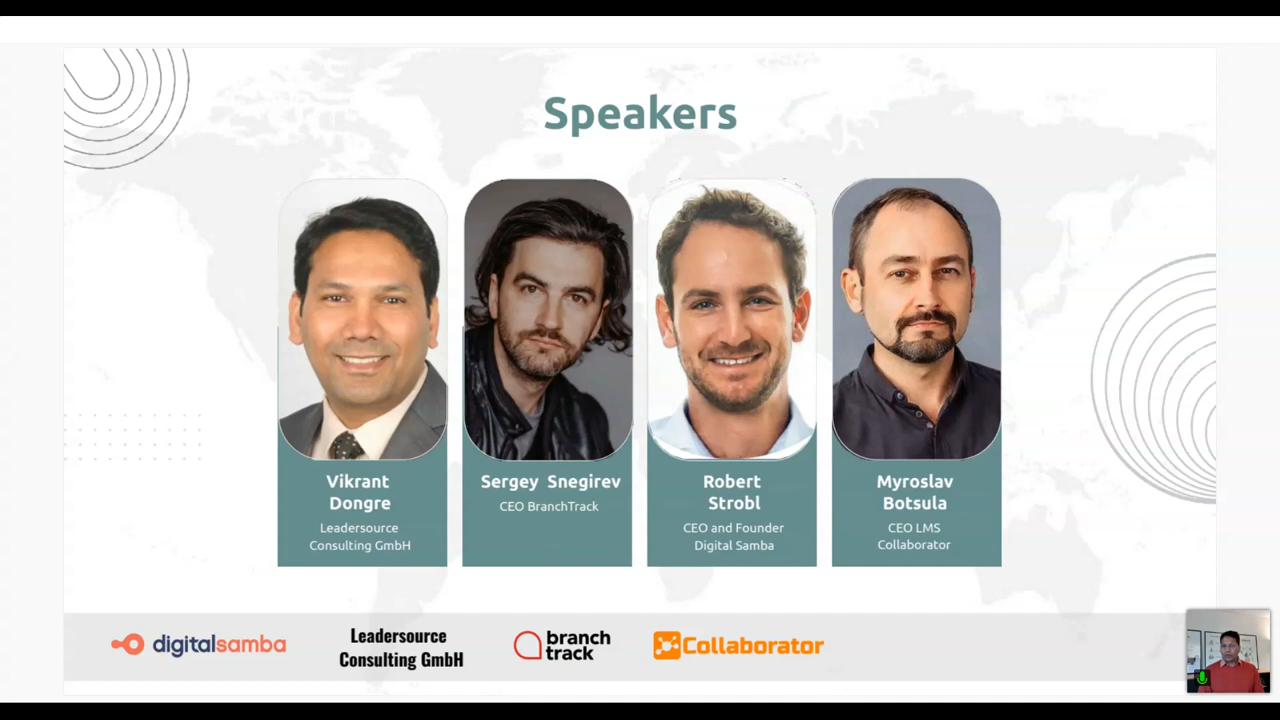 Speakers
Vikrant
Dongre
Leadersource
Consulting GmbH
Sergey Snegirev
CEO BranchTrack
Robert
Strobl
CEO and Founder
Digital Samba
Myroslav
Botsula
CEO LMS
Collaborator
digitalsamba
Leadersource
Consulting GmbH
branch
track
Collaborator